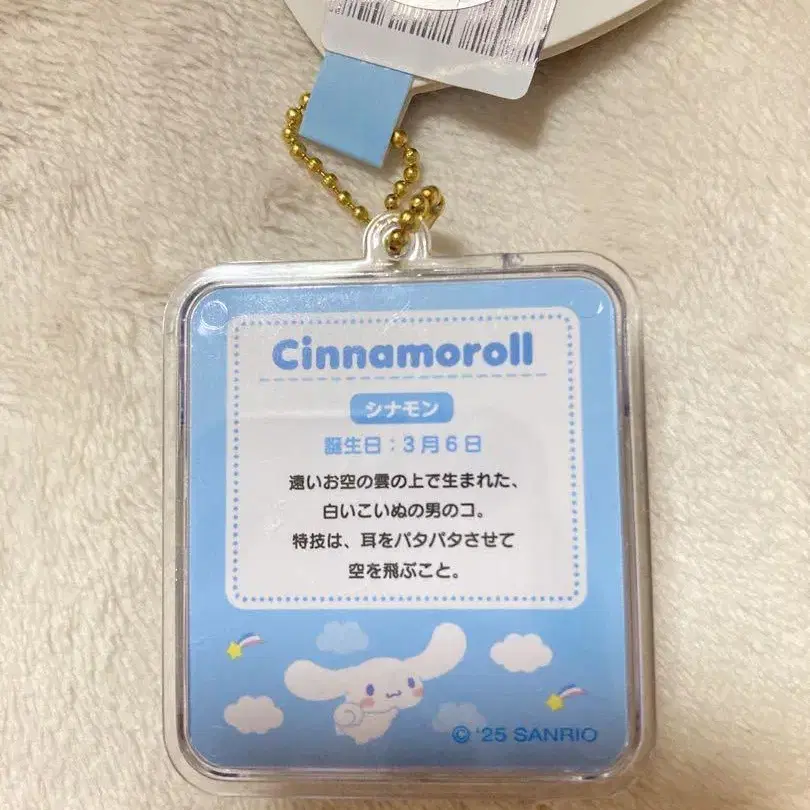 Cinnamoroll
シナモン
誕生日：3月6日
遠いお空の雲の上で生まれた、
白いこいぬの男のコ。
特技は、耳をパタパタさせて
空を飛ぶこと。
© '25 SANRIO